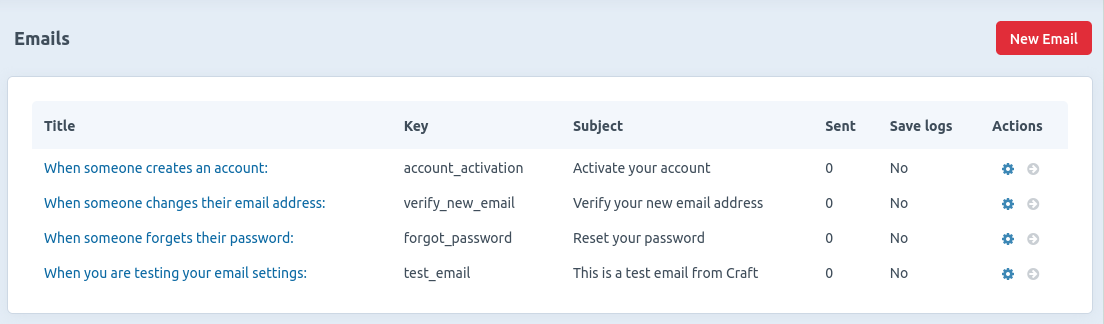 Emails
New Email
Title Key Subject Sent Save logs Actions
When someone creates an account: account_activation Activate your account 0 No
When someone changes their email address: verify_new_email Verify your new email address 0 No
When someone forgets their password: forgot_password Reset your password 0 No
When you are testing your email settings: test_email This is a test email from Craft 0 No